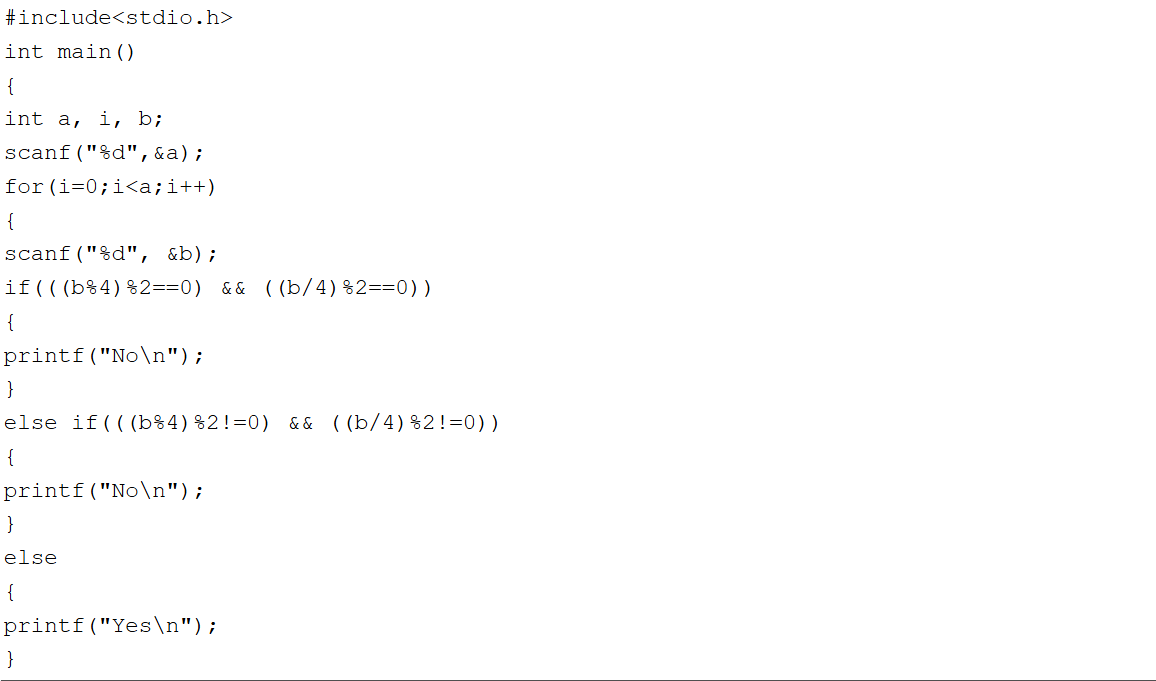 #include<stdio.h>
int main()
{
int a, i, b;
scanf("%d",&a);
for(i=0;i<a;i++)
{
scanf("%d", &b);
if(((b%4)%2==0) && ((b/4)%2==0))
{
printf("No\n");
}
else if(((b%4)%2!=0) && ((b/4)%2!=0))
{
printf("No\n");
}
else
{
printf("Yes\n");
}